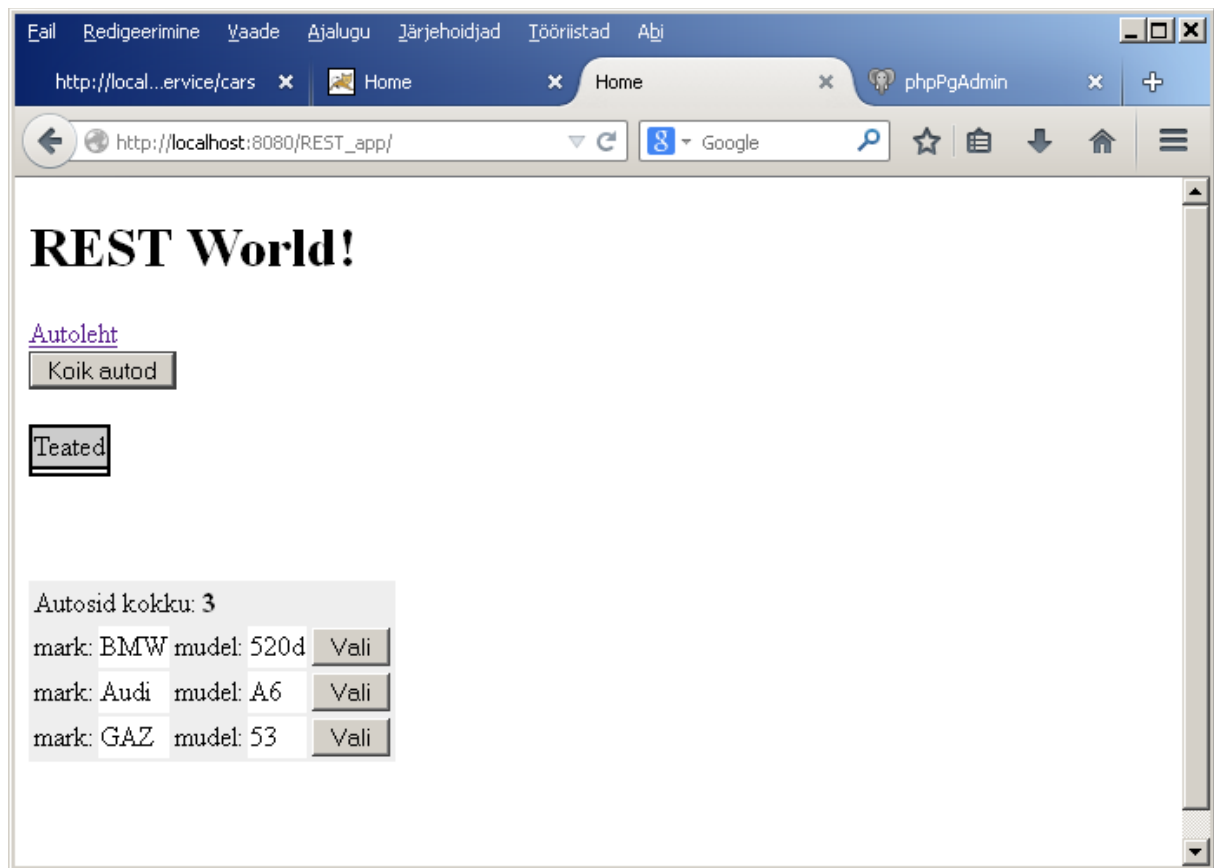 Fail Redigeerimine Vaade Ajalugu Järjehoidjad Tööriistad Abi
http://local...ervice/cars Home Home phpPgAdmin
http://localhost:8080/REST_app/ 8 Google
REST World!
Autoleht
Koik autod
Teated
Autosid kokku: 3
mark: BMW mudel: 520d Vali
mark: Audi mudel: A6 Vali
mark: GAZ mudel: 53 Vali